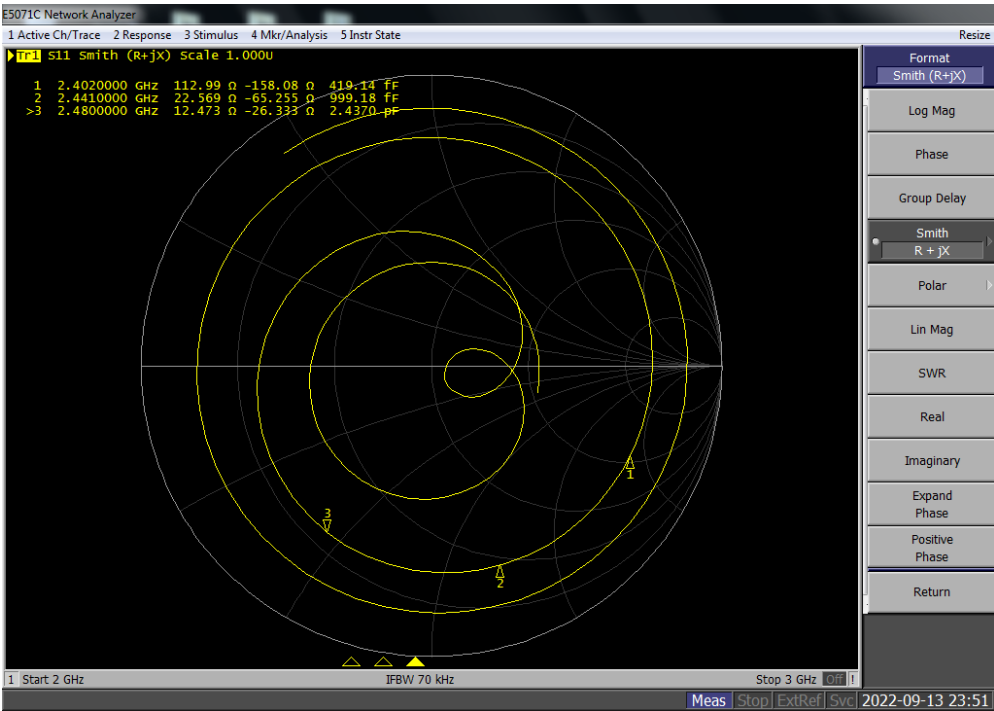 E5071C Network Analyzer
1 Active Ch/Trace 2 Response 3 Stimulus 4 Mkr/Analysis 5 Instr State Resize
Tr1 S11 Smith (R+jX) Scale 1.000U
1 2.4020000 GHz 112.99 Ω -158.08 Ω 419.14 fF
2 2.4410000 GHz 22.569 Ω -65.255 Ω 999.18 fF
>3 2.4800000 GHz 12.473 Ω -26.333 Ω 2.4370 pF
1
2
3
1 Start 2 GHz IFBW 70 kHz Stop 3 GHz Off !
Format
Smith (R+jX)
Log Mag
Phase
Group Delay
Smith
R + jX
Polar
Lin Mag
SWR
Real
Imaginary
Expand
Phase
Positive
Phase
Return
Meas Stop ExtRef Svc 2022-09-13 23:51